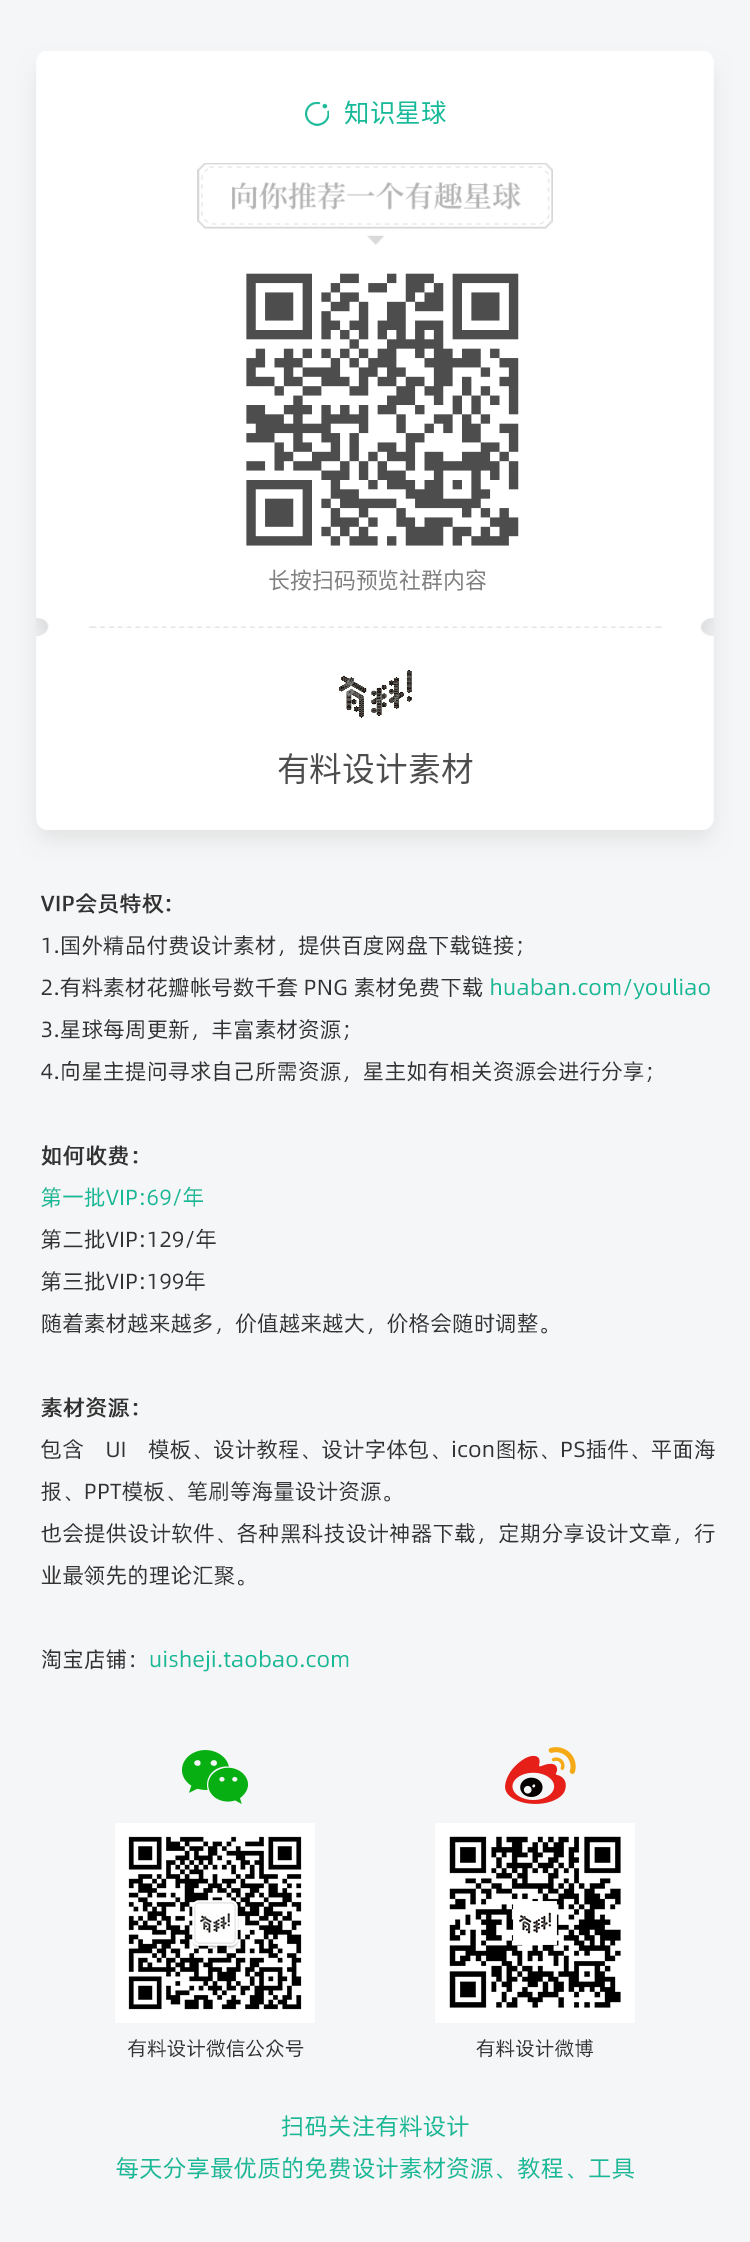 知识星球
向你推荐一个有趣星球
长按扫码预览社群内容
有料!
有料设计素材
VIP会员特权：
1.国外精品付费设计素材，提供百度网盘下载链接；
2.有料素材花瓣帐号数千套 PNG 素材免费下载 huaban.com/youliao
3.星球每周更新，丰富素材资源；
4.向星主提问寻求自己所需资源，星主如有相关资源会进行分享；
如何收费：
第一批VIP:69/年
第二批VIP:129/年
第三批VIP:199年
随着素材越来越多，价值越来越大，价格会随时调整。
素材资源：
包含 UI 模板、设计教程、设计字体包、icon图标、PS插件、平面海
报、PPT模板、笔刷等海量设计资源。
也会提供设计软件、各种黑科技设计神器下载，定期分享设计文章，行
业最领先的理论汇聚。
淘宝店铺：uisheji.taobao.com
有料!
有料!
有料设计微信公众号
有料设计微博
扫码关注有料设计
每天分享最优质的免费设计素材资源、教程、工具